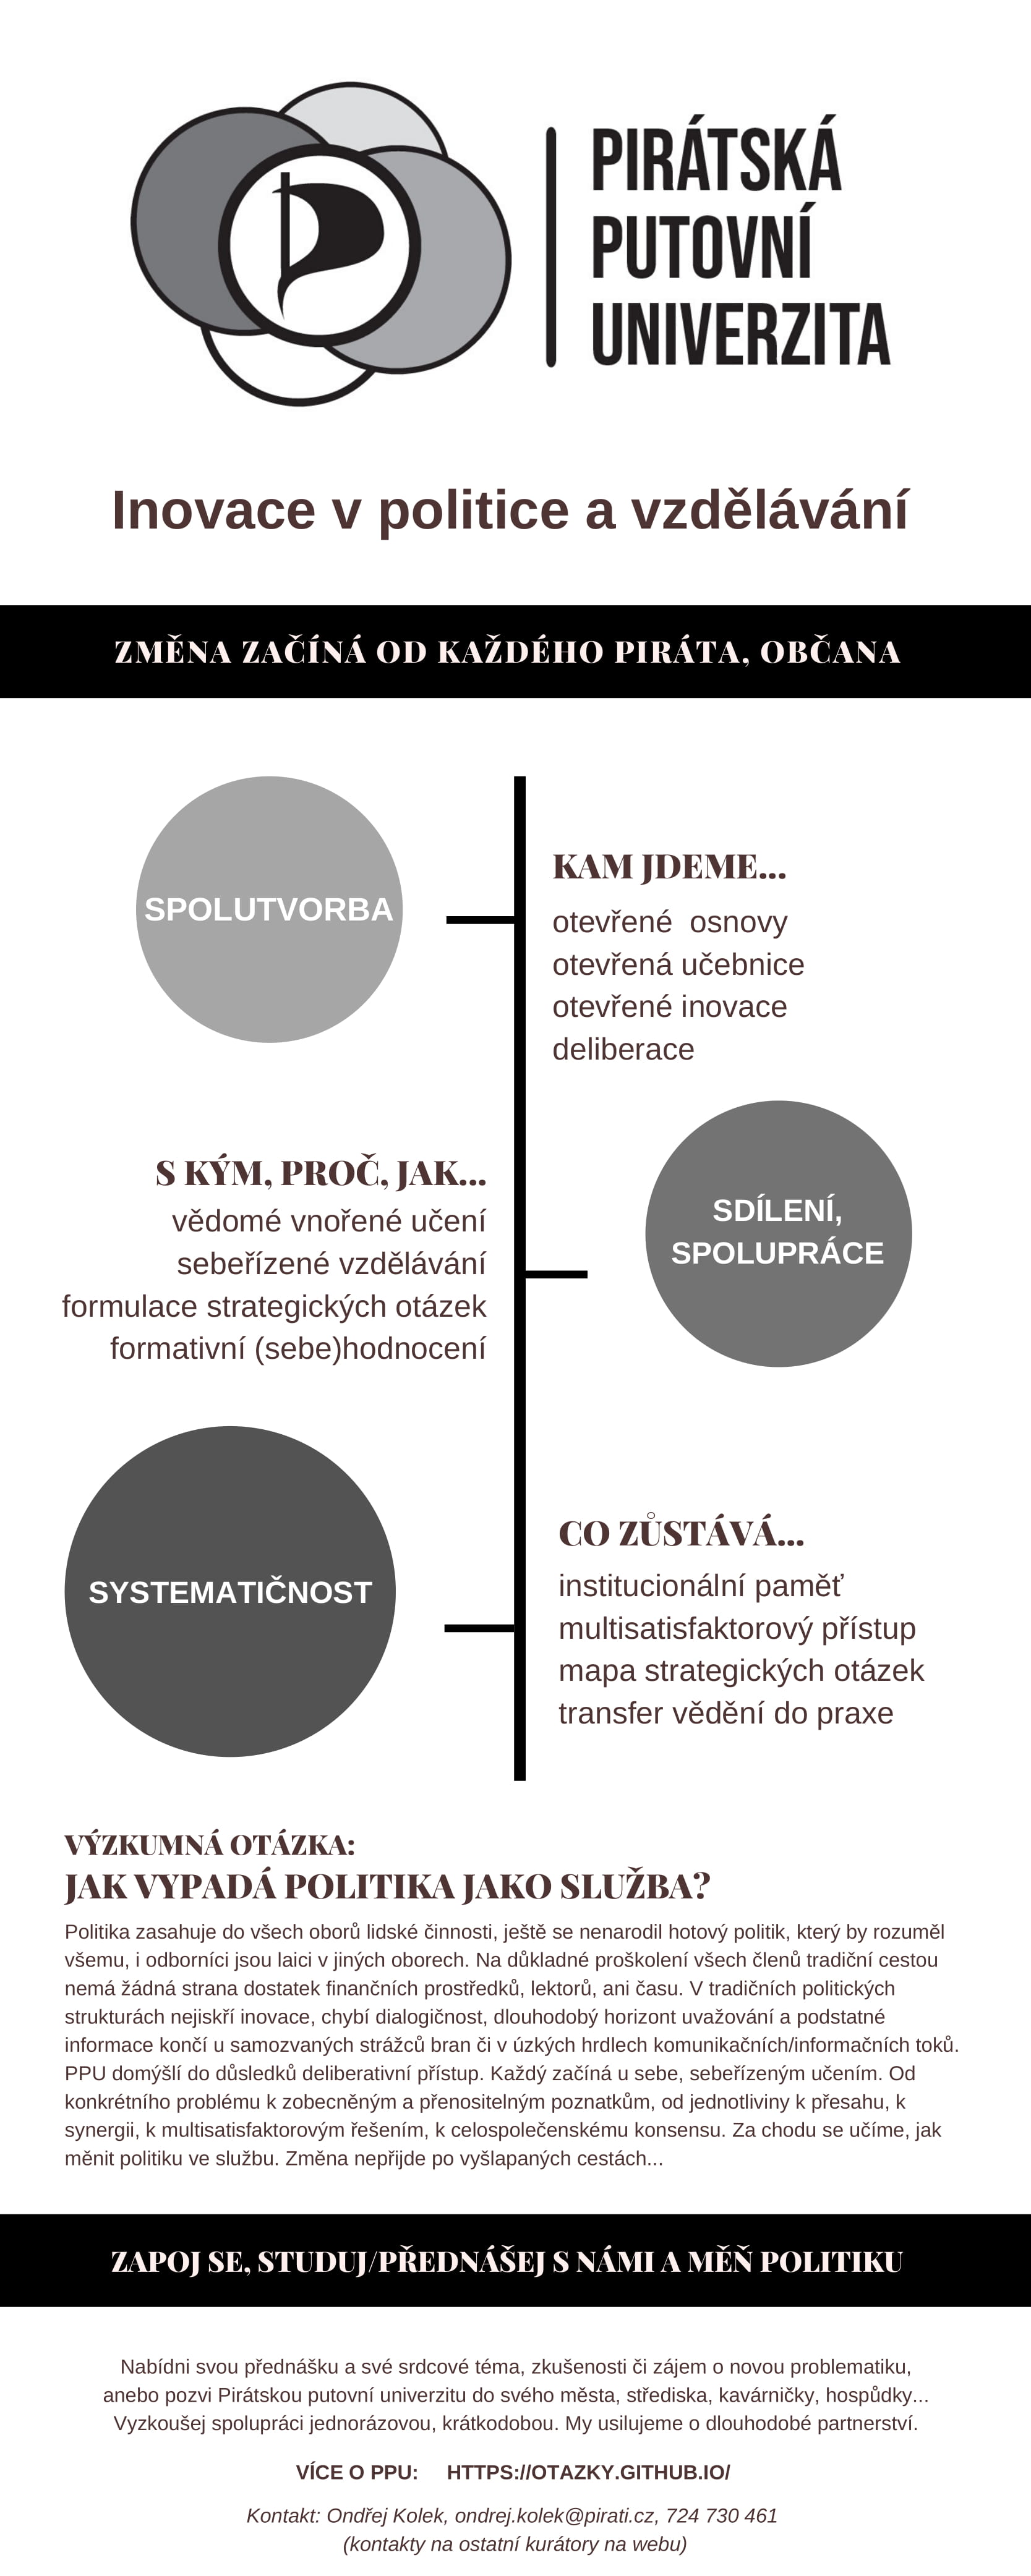 PIRÁTSKÁ
PUTOVNÍ
UNIVERZITA
Inovace v politice a vzdělávání
ZMĚNA ZAČÍNÁ OD KAŽDÉHO PIRÁTA, OBČANA
SPOLUTVORBA
KAM JDEME...
otevřené  osnovy
otevřená učebnice
otevřené inovace
deliberace
S KÝM, PROČ, JAK...
vědomé vnořené učení
sebeřízené vzdělávání
formulace strategických otázek
formativní (sebe)hodnocení
SDÍLENÍ,
SPOLUPRÁCE
SYSTEMATIČNOST
CO ZŮSTÁVÁ...
institucionální paměť
multisatisfaktorový přístup
mapa strategických otázek
transfer vědění do praxe
VÝZKUMNÁ OTÁZKA:
JAK VYPADÁ POLITIKA JAKO SLUŽBA?
Politika zasahuje do všech oborů lidské činnosti, ještě se nenarodil hotový politik, který by rozuměl
všemu, i odborníci jsou laici v jiných oborech. Na důkladné proškolení všech členů tradiční cestou
nemá žádná strana dostatek finančních prostředků, lektorů, ani času. V tradičních politických
strukturách nejiskří inovace, chybí dialogičnost, dlouhodobý horizont uvažování a podstatné
informace končí u samozvaných strážců bran či v úzkých hrdlech komunikačních/informačních toků.
PPU domýšlí do důsledků deliberativní přístup. Každý začíná u sebe, sebeřízeným učením. Od
konkrétního problému k zobecněným a přenositelným poznatkům, od jednotliviny k přesahu, k
synergii, k multisatisfaktorovým řešením, k celospolečenskému konsensu. Za chodu se učíme, jak
měnit politiku ve službu. Změna nepřijde po vyšlapaných cestách...
ZAPOJ SE, STUDUJ/PŘEDNÁŠEJ S NÁMI A MĚŇ POLITIKU
Nabídni svou přednášku a své srdcové téma, zkušenosti či zájem o novou problematiku,
anebo pozvi Pirátskou putovní univerzitu do svého města, střediska, kavárničky, hospůdky...
Vyzkoušej spolupráci jednorázovou, krátkodobou. My usilujeme o dlouhodobé partnerství.
VÍCE O PPU:     HTTPS://OTAZKY.GITHUB.IO/
Kontakt: Ondřej Kolek, ondrej.kolek@pirati.cz, 724 730 461
(kontakty na ostatní kurátory na webu)